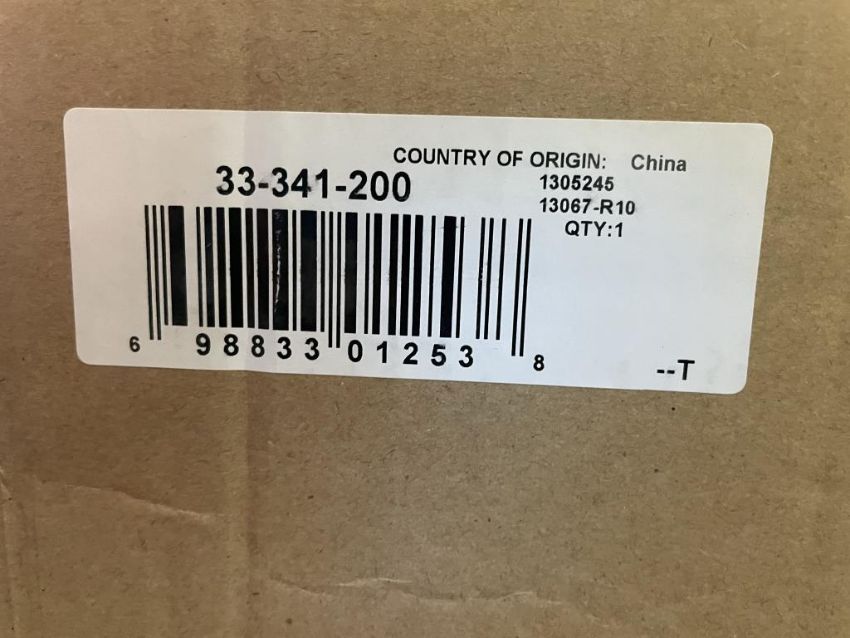 COUNTRY OF ORIGIN: China
33-341-200
1305245
13067-R10
QTY:1
6 98833 01253 8
--T